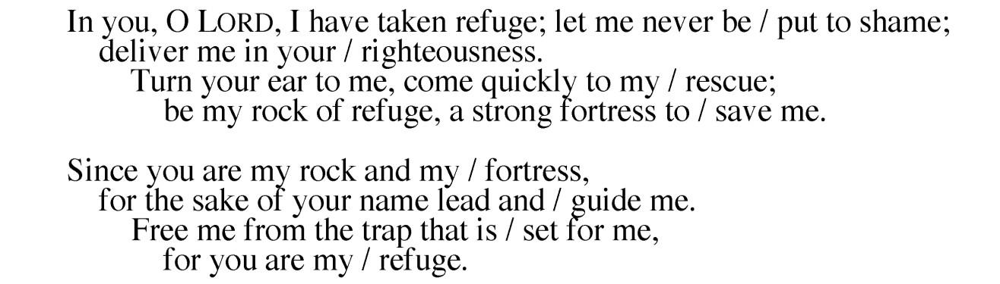 In you, O LORD, I have taken refuge; let me never be / put to shame;
deliver me in your / righteousness.
Turn your ear to me, come quickly to my / rescue;
be my rock of refuge, a strong fortress to / save me.
Since you are my rock and my / fortress,
for the sake of your name lead and / guide me.
Free me from the trap that is / set for me,
for you are my / refuge.